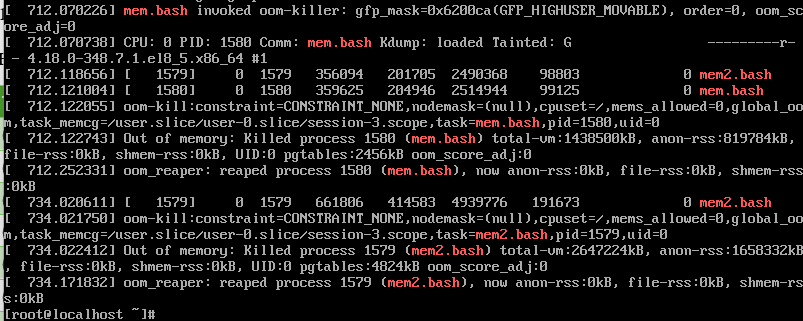 [  712.070226] mem.bash invoked oom-killer: gfp_mask=0x6200ca(GFP_HIGHUSER_MOVABLE), order=0, oom_sc
ore_adj=0
[  712.070738] CPU: 0 PID: 1580 Comm: mem.bash Kdump: loaded Tainted: G                 ---------r-
- 4.18.0-348.7.1.el8_5.x86_64 #1
[  712.118656] [   1579]     0  1579   356094   201705  2490368    98803             0 mem2.bash
[  712.121004] [   1580]     0  1580   359625   204946  2514944    99125             0 mem.bash
[  712.122055] oom-kill:constraint=CONSTRAINT_NONE,nodemask=(null),cpuset=/,mems_allowed=0,global_oo
m,task_memcg=/user.slice/user-0.slice/session-3.scope,task=mem.bash,pid=1580,uid=0
[  712.122743] Out of memory: Killed process 1580 (mem.bash) total-vm:1438500kB, anon-rss:819784kB,
file-rss:0kB, shmem-rss:0kB, UID:0 pgtables:2456kB oom_score_adj:0
[  712.252331] oom_reaper: reaped process 1580 (mem.bash), now anon-rss:0kB, file-rss:0kB, shmem-rss
:0kB
[  734.020611] [   1579]     0  1579   661806   414583  4939776   191673             0 mem2.bash
[  734.021750] oom-kill:constraint=CONSTRAINT_NONE,nodemask=(null),cpuset=/,mems_allowed=0,global_oo
m,task_memcg=/user.slice/user-0.slice/session-3.scope,task=mem2.bash,pid=1579,uid=0
[  734.022412] Out of memory: Killed process 1579 (mem2.bash) total-vm:2647224kB, anon-rss:1658332kB
, file-rss:0kB, shmem-rss:0kB, UID:0 pgtables:4824kB oom_score_adj:0
[  734.171832] oom_reaper: reaped process 1579 (mem2.bash), now anon-rss:0kB, file-rss:0kB, shmem-rs
s:0kB
[root@localhost ~]#